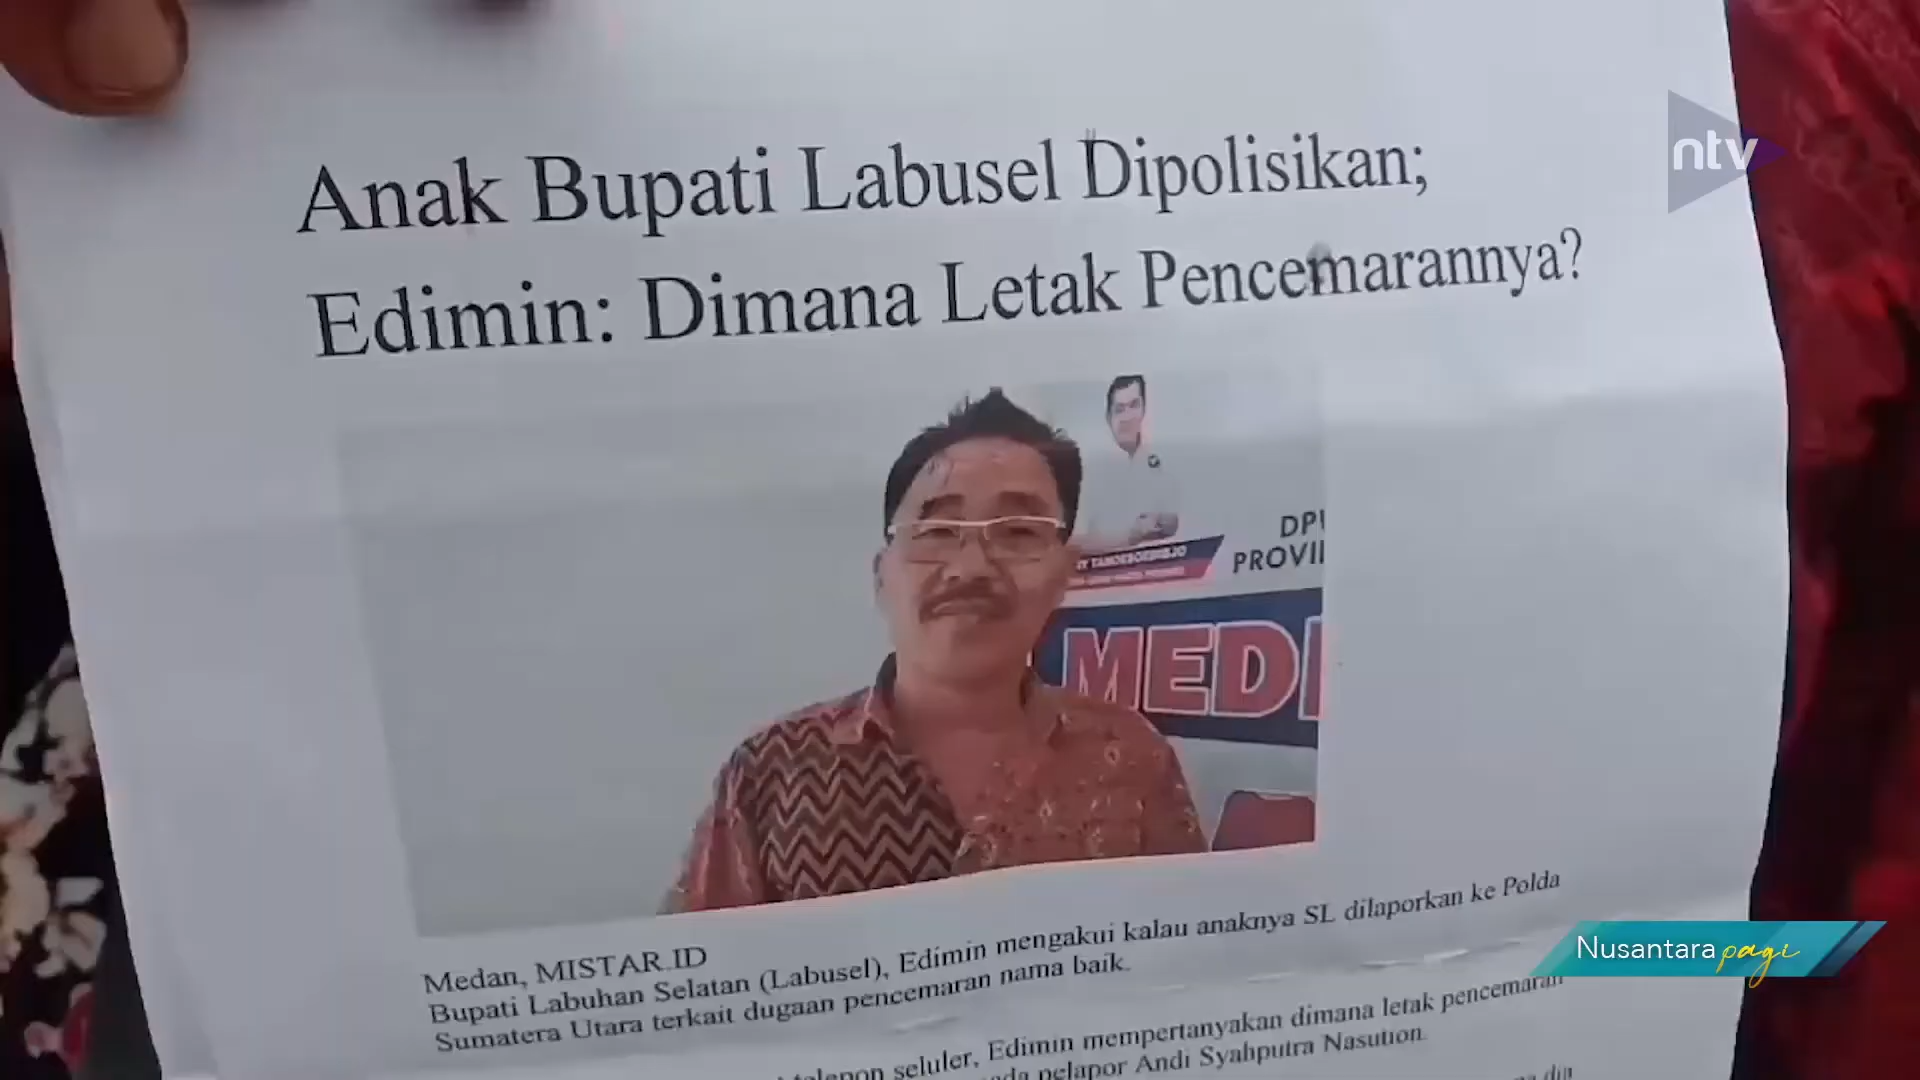 ntv
Anak Bupati Labusel Dipolisikan;
Edimin: Dimana Letak Pencemarannya?
DPW
PROVI
TANOESOEDIBJO
MEDI
Medan, MISTAR.ID
Bupati Labuhan Selatan (Labusel), Edimin mengakui kalau anaknya SL dilaporkan ke Polda
Sumatera Utara terkait dugaan pencemaran nama baik.
seluler, Edimin mempertanyakan dimana letak pencemaran
pelapor Andi Syahputra Nasution.
Nusantara pagi